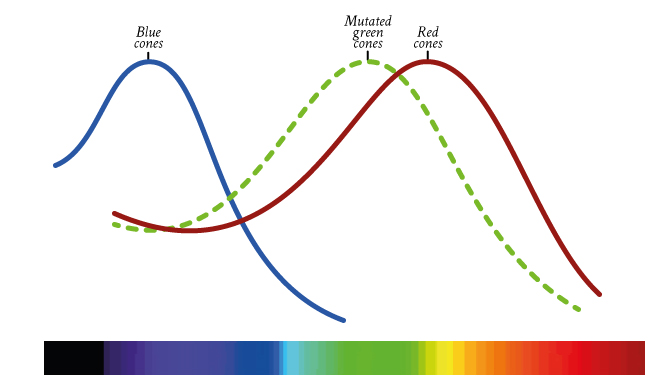 Blue
cones
Mutated
green
cones
Red
cones